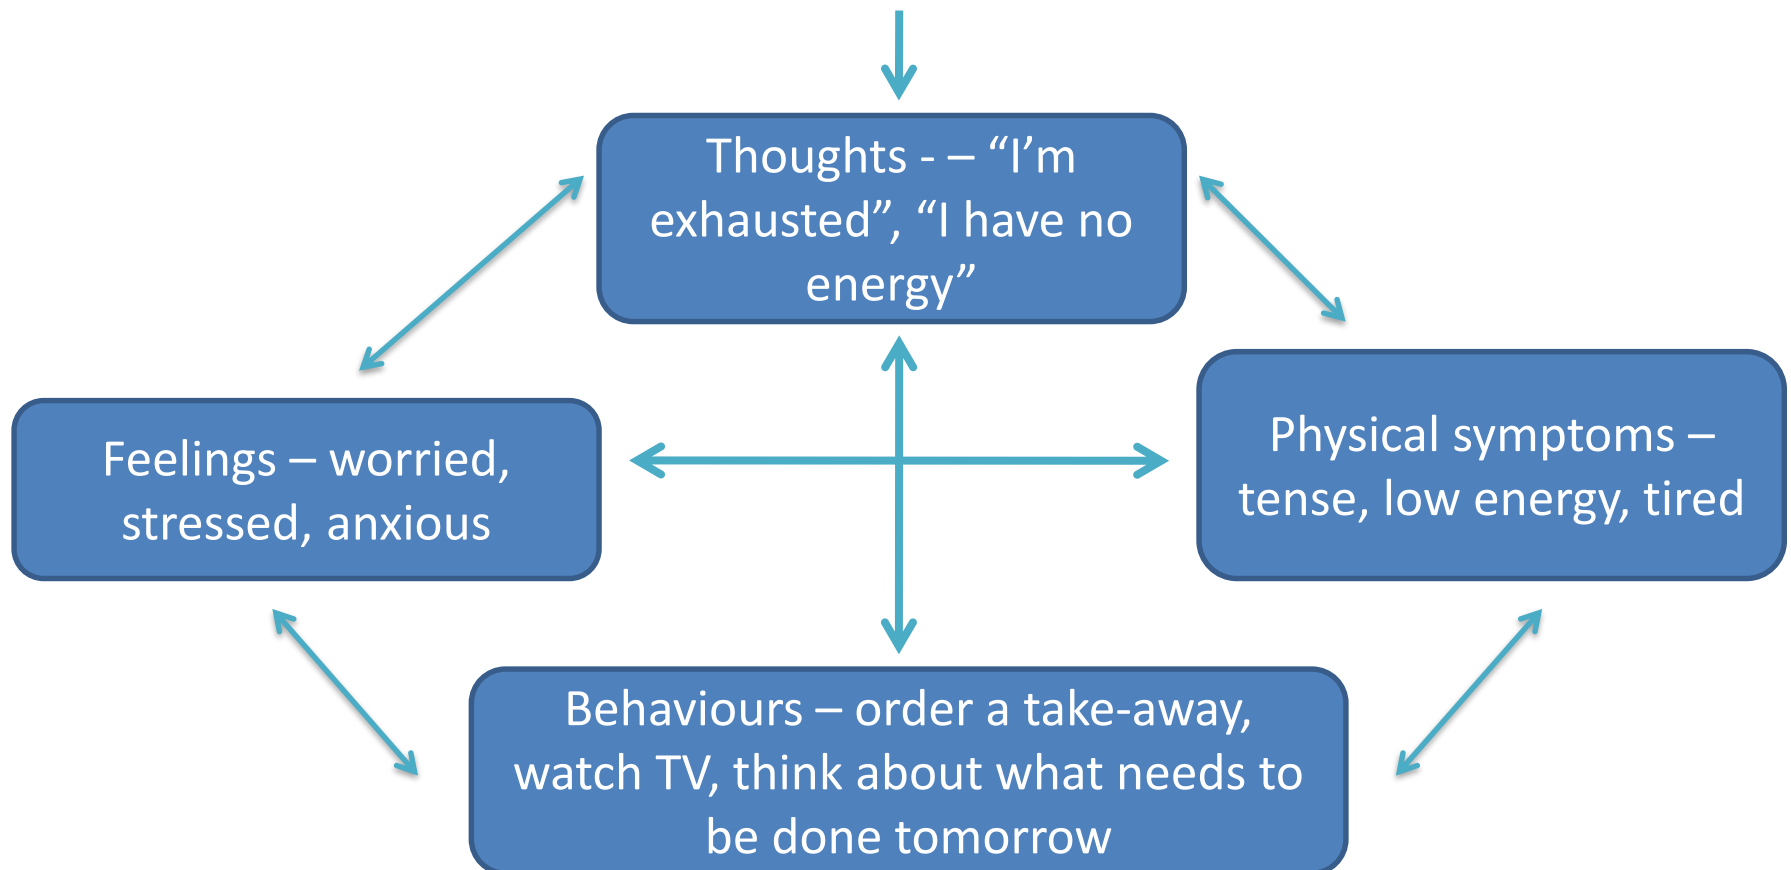 Thoughts - – “I’m
exhausted”, “I have no
energy”
Feelings – worried,
stressed, anxious
Physical symptoms –
tense, low energy, tired
Behaviours – order a take-away,
watch TV, think about what needs to
be done tomorrow